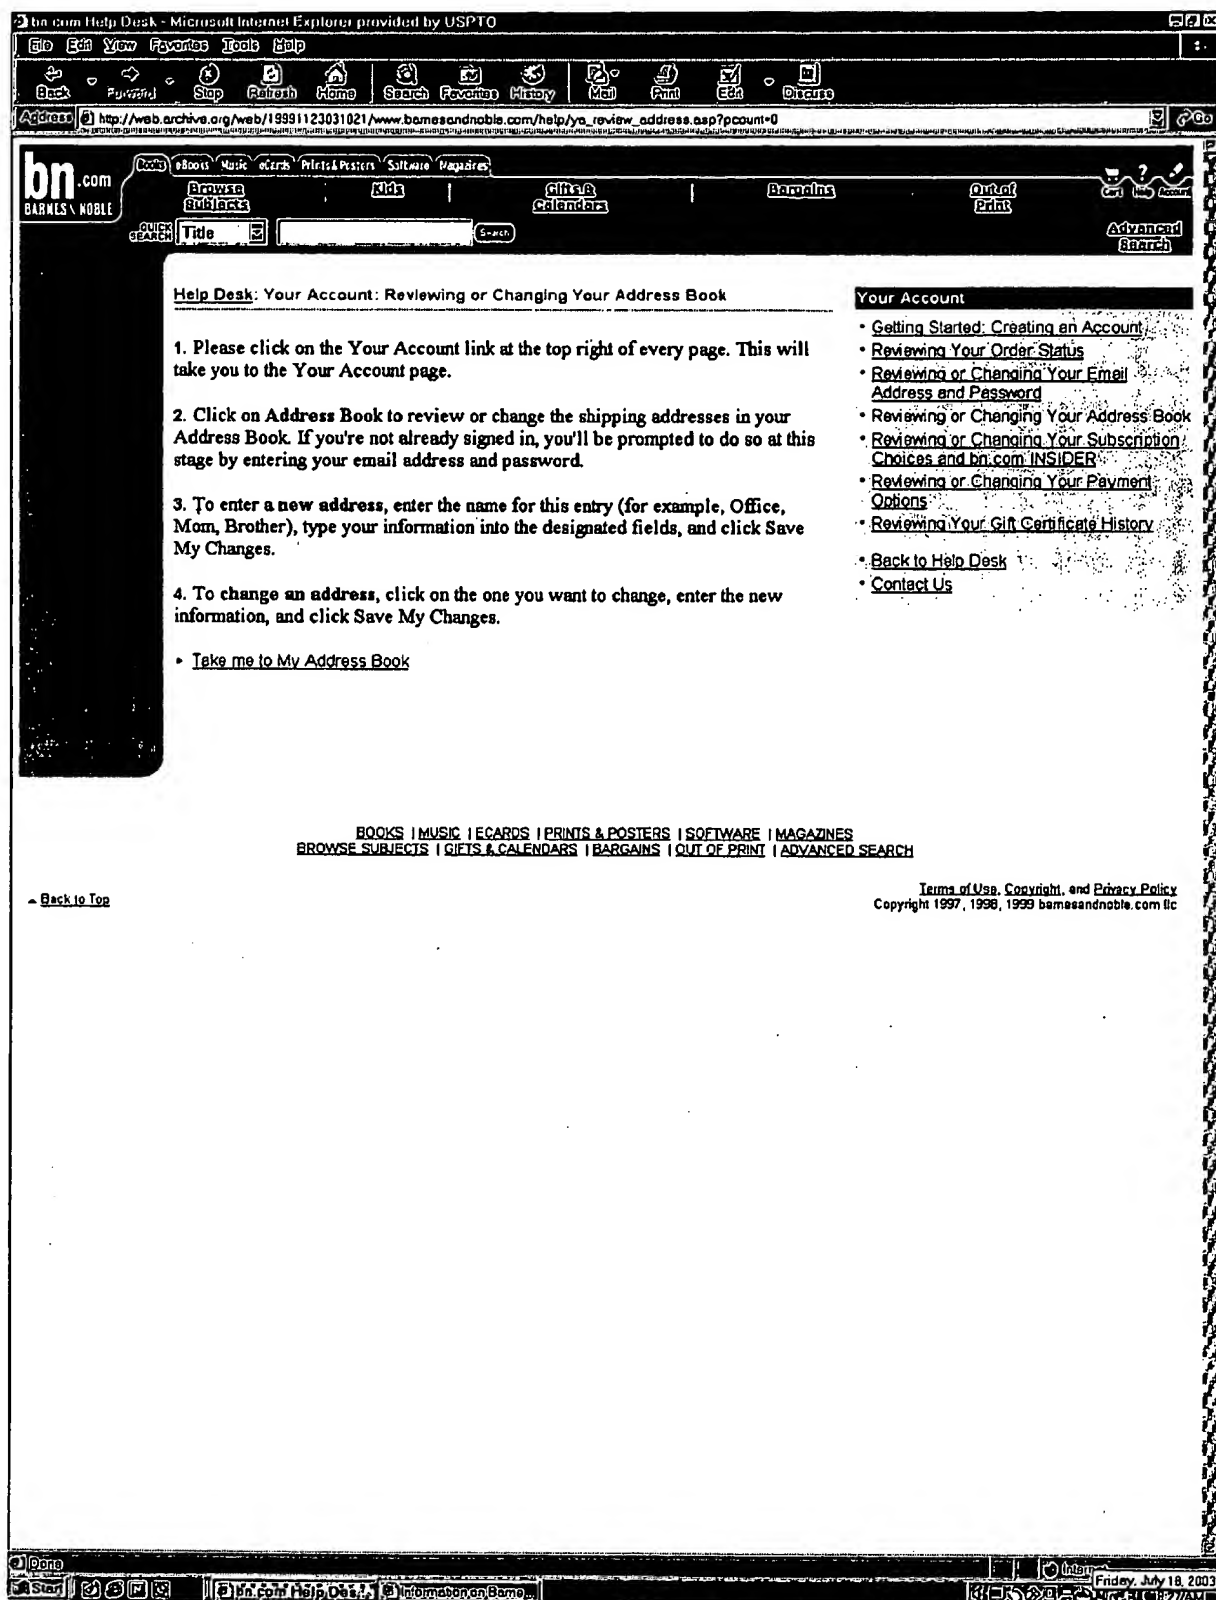 bn.com Help Desk - Microsoft Internet Explorer provided by USPTO
File Edit View Favorites Tools Help
Back Forward Stop Refresh Home Search Favorites History Mail Print Edit Discuss
Address http://web.archive.org/web/19991123031021/www.barnesandnoble.com/help/ya_review_address.asp?pcount=0 Go
bn.com
BARNES \ NOBLE
Books eBooks Music eCards Prints & Posters Software Magazines
Cart Help Account
Browse Subjects | Kids | Gifts & Calendars | Bargains Out of Print
QUICK SEARCH Title Search
Advanced Search
Help Desk: Your Account: Reviewing or Changing Your Address Book
1. Please click on the Your Account link at the top right of every page. This will
take you to the Your Account page.
2. Click on Address Book to review or change the shipping addresses in your
Address Book. If you're not already signed in, you'll be prompted to do so at this
stage by entering your email address and password.
3. To enter a new address, enter the name for this entry (for example, Office,
Mom, Brother), type your information into the designated fields, and click Save
My Changes.
4. To change an address, click on the one you want to change, enter the new
information, and click Save My Changes.
• Take me to My Address Book
Your Account
• Getting Started: Creating an Account
• Reviewing Your Order Status
• Reviewing or Changing Your Email
Address and Password
• Reviewing or Changing Your Address Book
• Reviewing or Changing Your Subscription
Choices and bn.com INSIDER
• Reviewing or Changing Your Payment
Options
• Reviewing Your Gift Certificate History
• Back to Help Desk
• Contact Us
BOOKS | MUSIC | ECARDS | PRINTS & POSTERS | SOFTWARE | MAGAZINES
BROWSE SUBJECTS | GIFTS & CALENDARS | BARGAINS | OUT OF PRINT | ADVANCED SEARCH
Back to Top
Terms of Use, Copyright, and Privacy Policy
Copyright 1997, 1998, 1999 barnesandnoble.com llc
Done
Internet
Start bn.com Help Des... Information on Barne...
Friday, July 18, 2003
8:27 AM